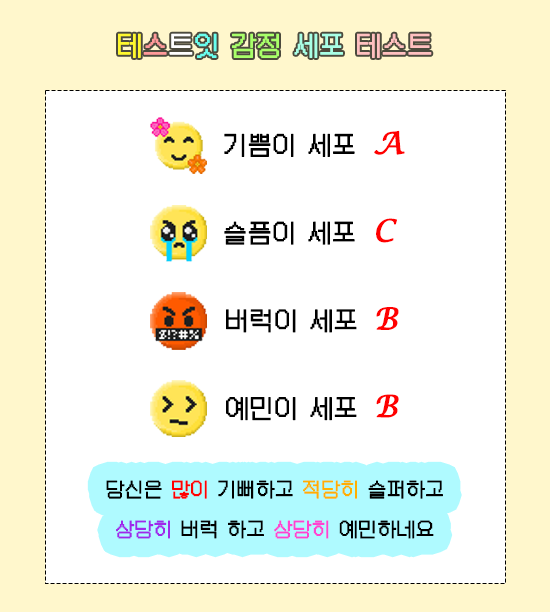 테스트잇 감정 세포 테스트
기쁨이 세포 A
슬픔이 세포 C
&!?#%
버럭이 세포 B
예민이 세포 B
당신은 많이 기뻐하고 적당히 슬퍼하고
상당히 버럭 하고 상당히 예민하네요